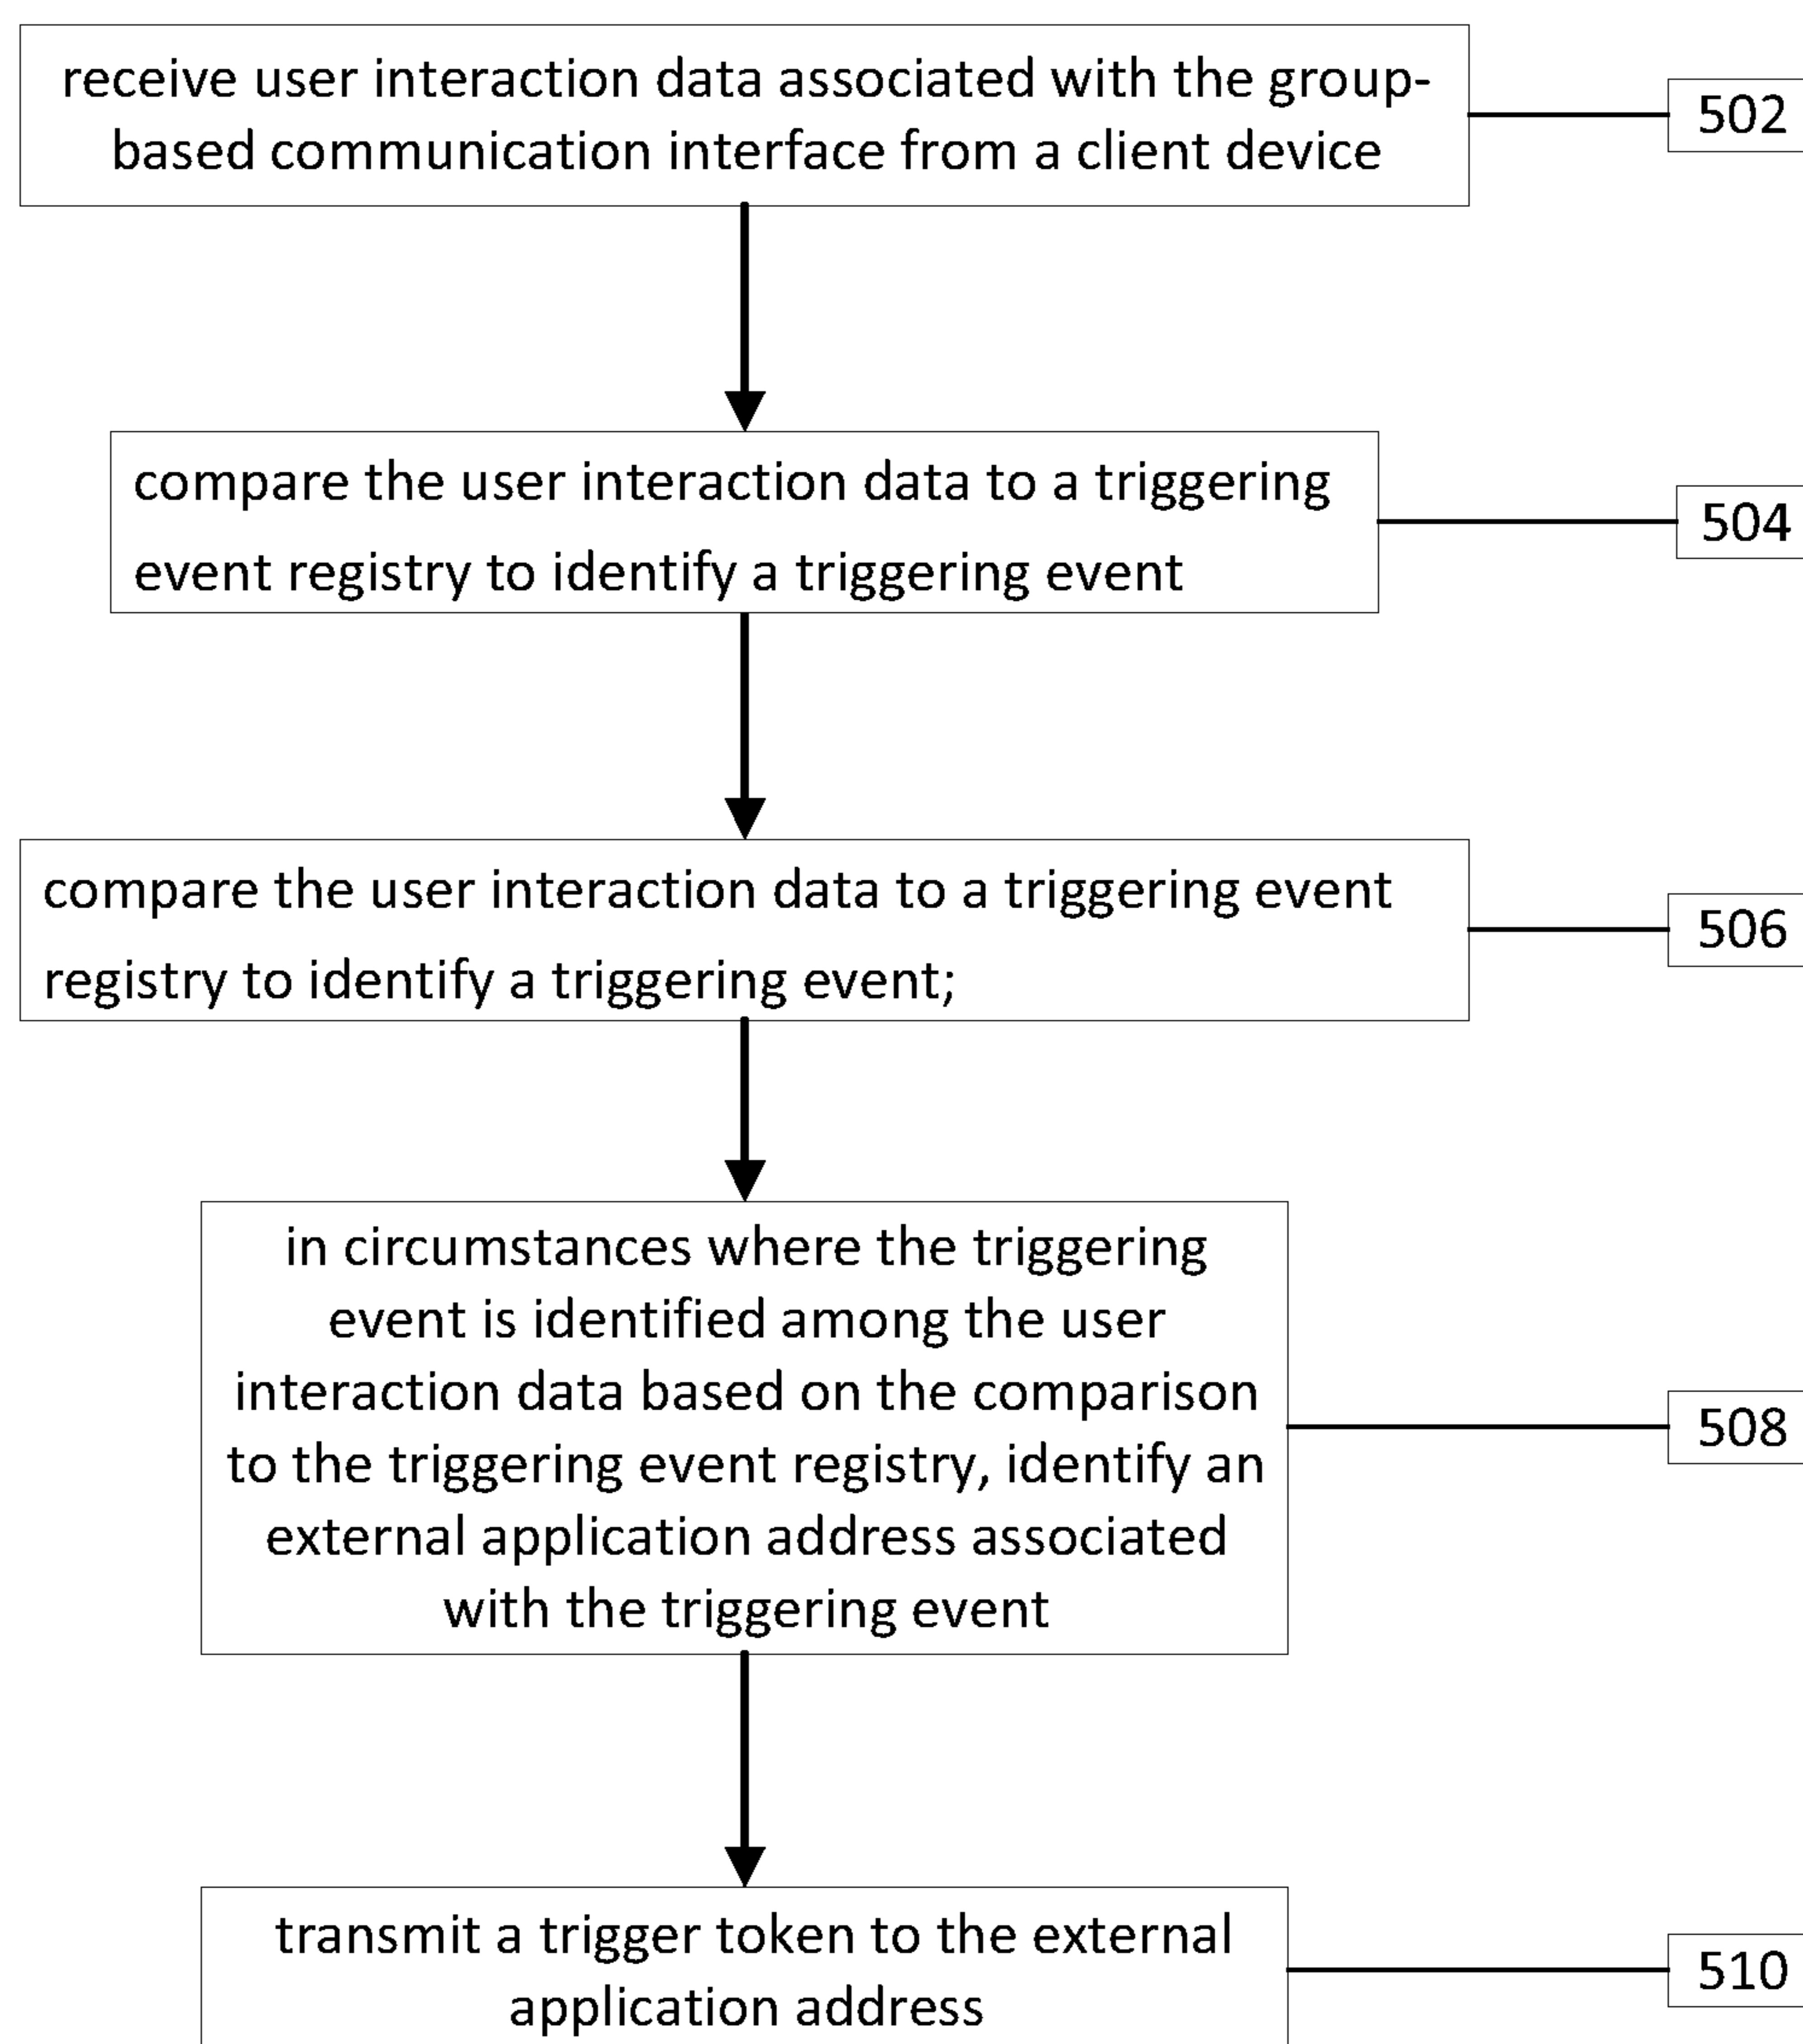 receive user interaction data associated with the group-
based communication interface from a client device
502
compare the user interaction data to a triggering
event registry to identify a triggering event
504
compare the user interaction data to a triggering event
registry to identify a triggering event;
506
in circumstances where the triggering
event is identified among the user
interaction data based on the comparison
to the triggering event registry, identify an
external application address associated
with the triggering event
508
transmit a trigger token to the external
application address
510